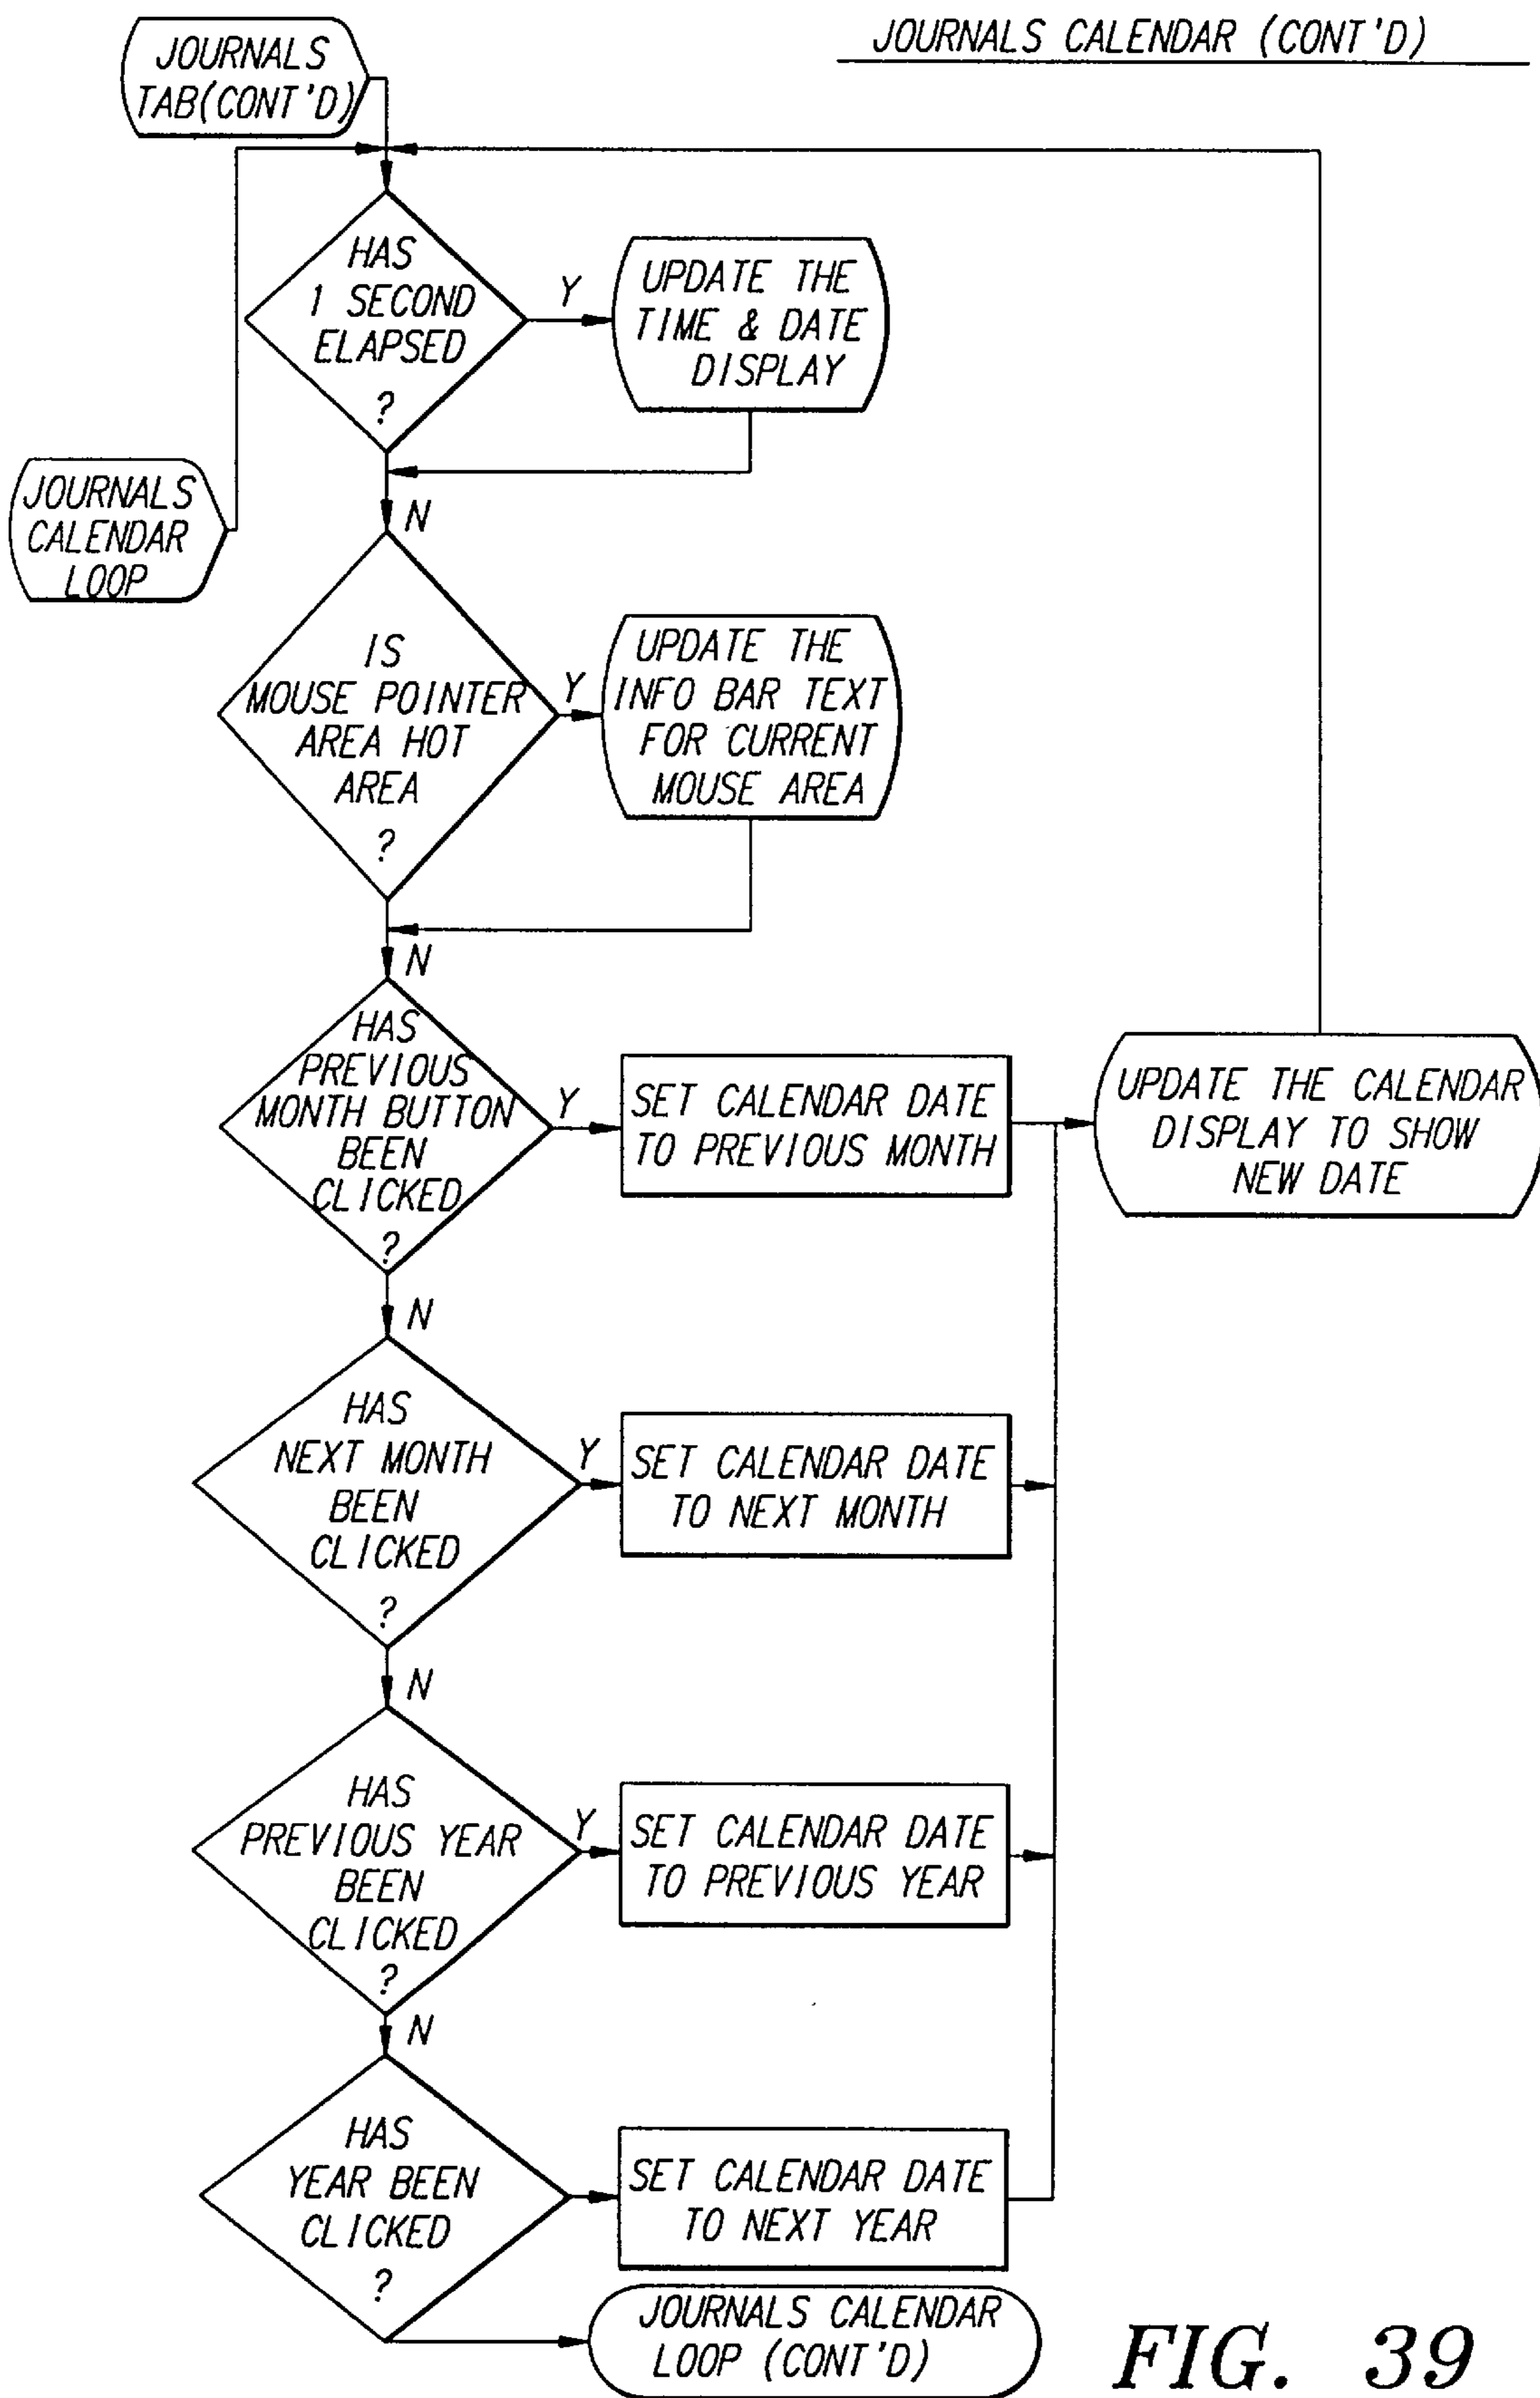 JOURNALS CALENDAR (CONT'D)
JOURNALS
TAB(CONT'D)
HAS
1 SECOND
ELAPSED
?
Y
UPDATE THE
TIME & DATE
DISPLAY
JOURNALS
CALENDAR
LOOP
N
IS
MOUSE POINTER
AREA HOT
AREA
?
Y
UPDATE THE
INFO BAR TEXT
FOR CURRENT
MOUSE AREA
N
HAS
PREVIOUS
MONTH BUTTON
BEEN
CLICKED
?
Y
SET CALENDAR DATE
TO PREVIOUS MONTH
UPDATE THE CALENDAR
DISPLAY TO SHOW
NEW DATE
N
HAS
NEXT MONTH
BEEN
CLICKED
?
Y
SET CALENDAR DATE
TO NEXT MONTH
N
HAS
PREVIOUS YEAR
BEEN
CLICKED
?
Y
SET CALENDAR DATE
TO PREVIOUS YEAR
N
HAS
YEAR BEEN
CLICKED
?
SET CALENDAR DATE
TO NEXT YEAR
JOURNALS CALENDAR
LOOP (CONT'D)
FIG. 39